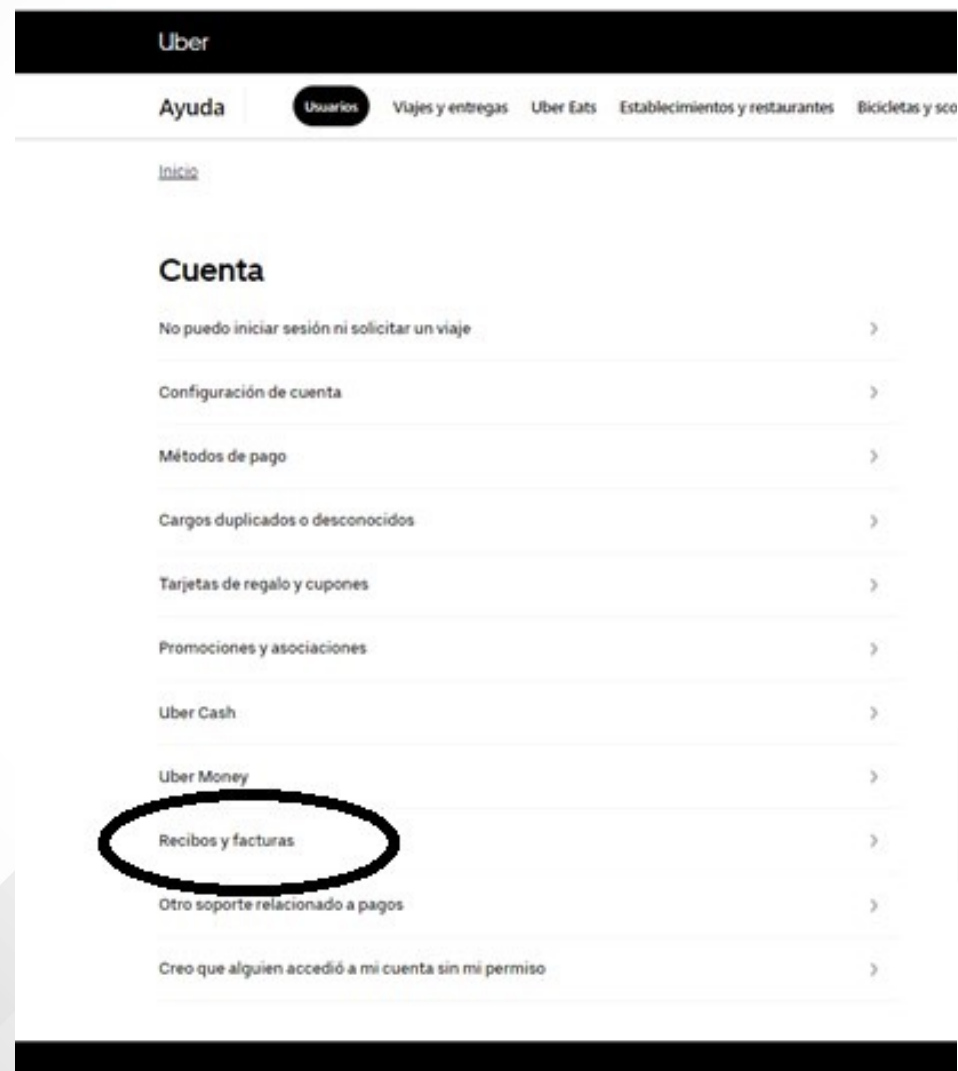 Uber
Ayuda Usuarios Viajes y entregas Uber Eats Establecimientos y restaurantes Bicicletas y sco
Inicio
Cuenta
No puedo iniciar sesión ni solicitar un viaje
Configuración de cuenta
Métodos de pago
Cargos duplicados o desconocidos
Tarjetas de regalo y cupones
Promociones y asociaciones
Uber Cash
Uber Money
Recibos y facturas
Otro soporte relacionado a pagos
Creo que alguien accedió a mi cuenta sin mi permiso